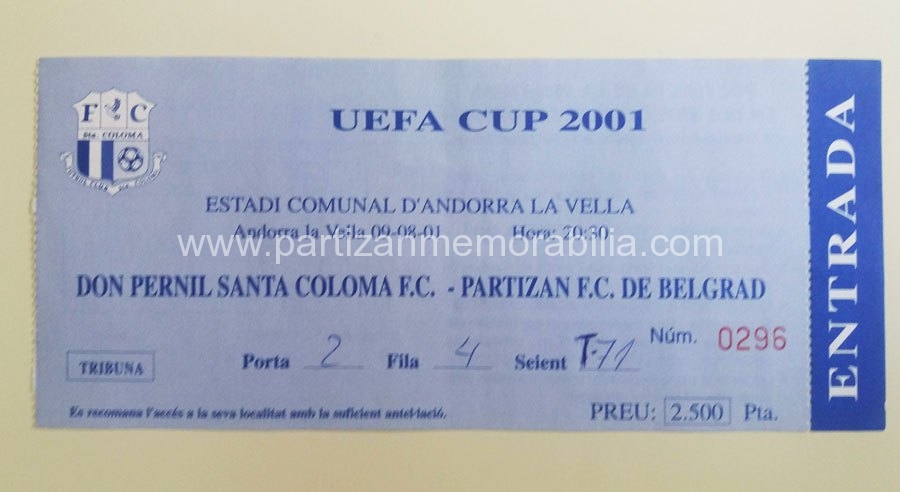 F C
Sta. COLOMA
UEFA CUP 2001
ESTADI COMUNAL D'ANDORRA LA VELLA
Andorra la Vella 09-08-01 Hora: 20:30
www.partizanmemorabilia.com
DON PERNIL SANTA COLOMA F.C. - PARTIZAN F.C. DE BELGRAD
Núm. 0296
TRIBUNA
Porta 2 Fila 4 Seient T-71
Es recomana l'accés a la seva localitat amb la suficient antel·lació.
PREU: 2.500 Pta.
ENTRADA